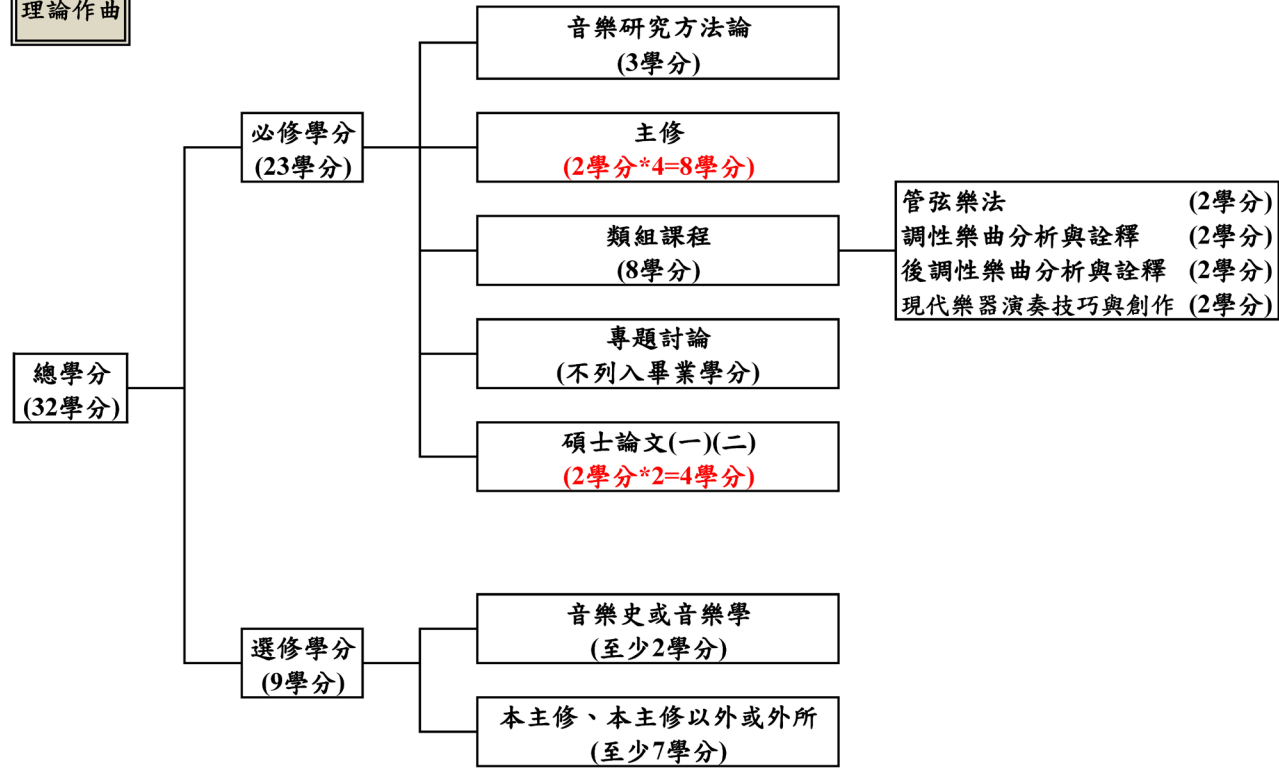 理論作曲
總學分
(32學分)
必修學分
(23學分)
音樂研究方法論
(3學分)
主修
(2學分*4=8學分)
類組課程
(8學分)
管弦樂法 (2學分)
調性樂曲分析與詮釋 (2學分)
後調性樂曲分析與詮釋 (2學分)
現代樂器演奏技巧與創作 (2學分)
專題討論
(不列入畢業學分)
碩士論文(一)(二)
(2學分*2=4學分)
選修學分
(9學分)
音樂史或音樂學
(至少2學分)
本主修、本主修以外或外所
(至少7學分)